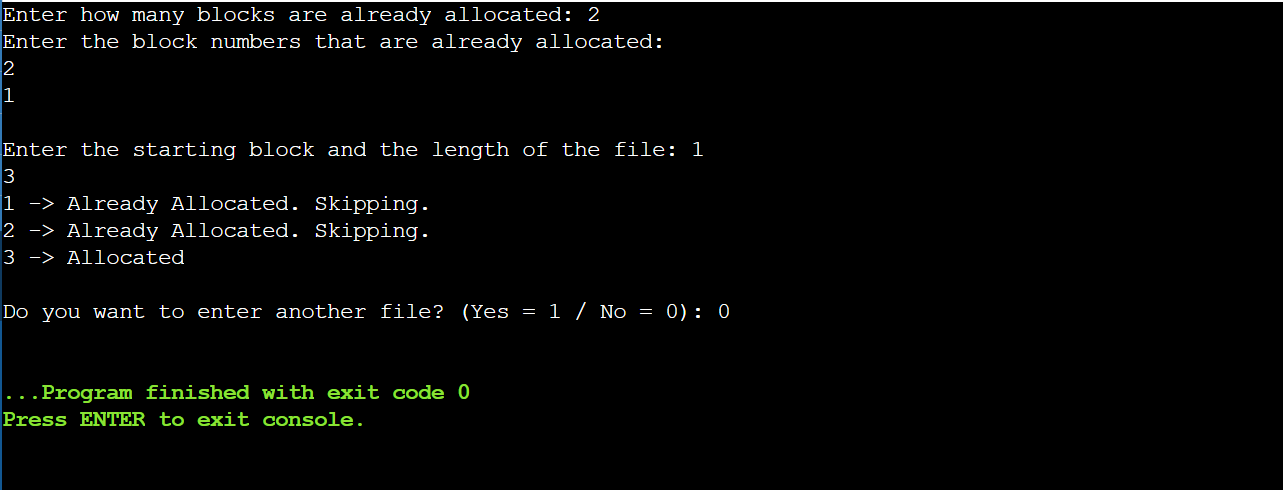 Enter how many blocks are already allocated: 2
Enter the block numbers that are already allocated:
2
1
Enter the starting block and the length of the file: 1
3
1 -> Already Allocated. Skipping.
2 -> Already Allocated. Skipping.
3 -> Allocated
Do you want to enter another file? (Yes = 1 / No = 0): 0
...Program finished with exit code 0
Press ENTER to exit console.